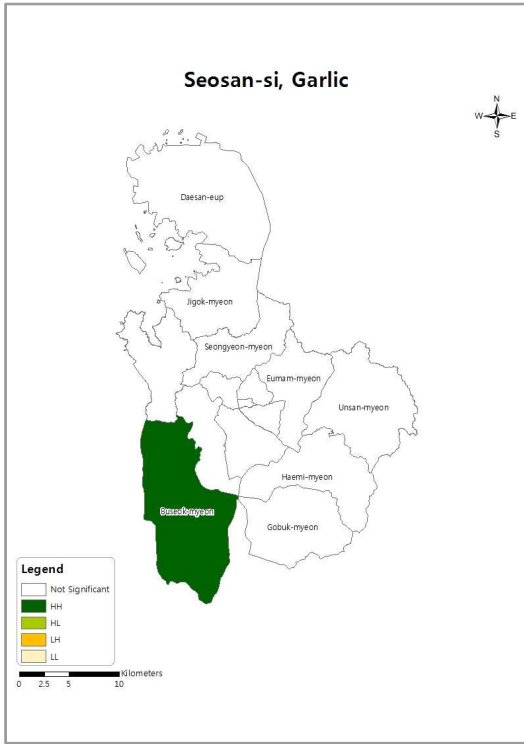 Seosan-si, Garlic
N
W E
S
Daesan-eup
Jigok-myeon
Seongyeon-myeon
Eumam-myeon
Unsan-myeon
Haemi-myeon
Buseok-myeon
Gobuk-myeon
Legend
Not Significant
HH
HL
LH
LL
Kilometers
0 2.5 5 10